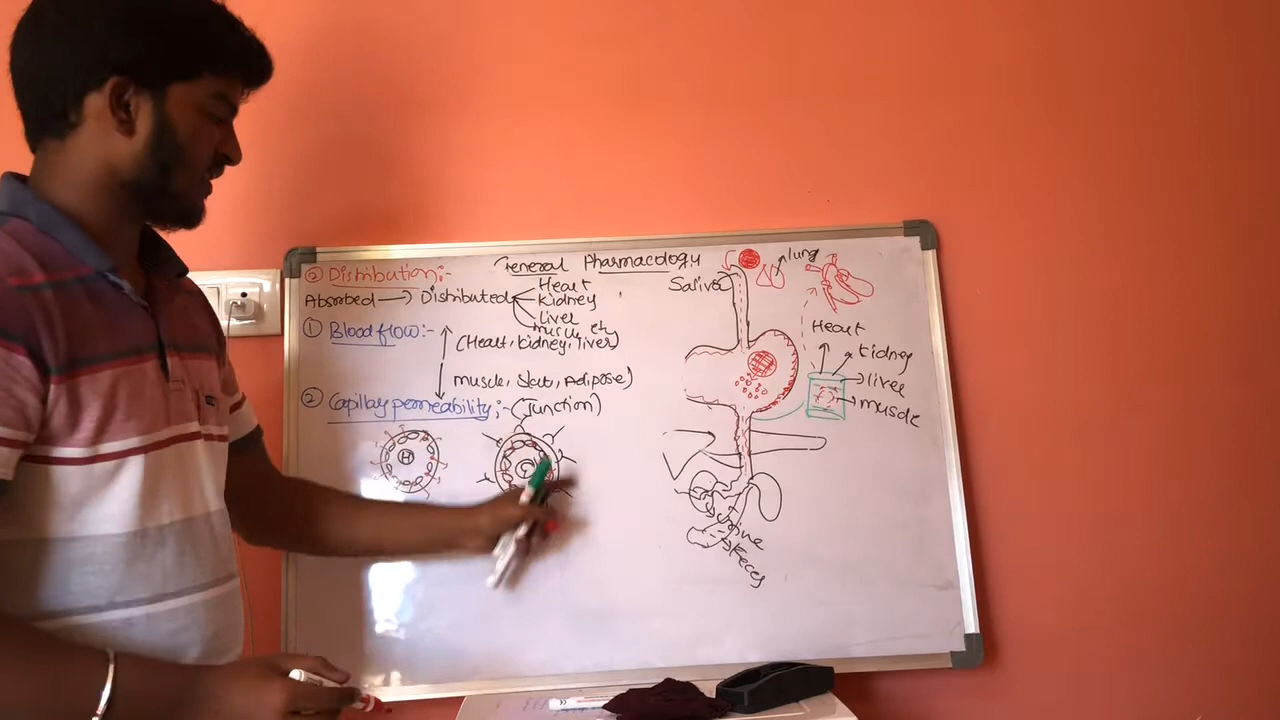 General Pharmacology
② Distribution:-
Absorbed → Distributed
Heart
Kidney
Liver
muscle etc
① Blood flow:-
(Heart, kidney, liver)
muscle, Skin, Adipose)
② Capillary permeability:- (Junction)
H
Saliva
lung
Heart
Kidney
liver
muscle
urine
Feces